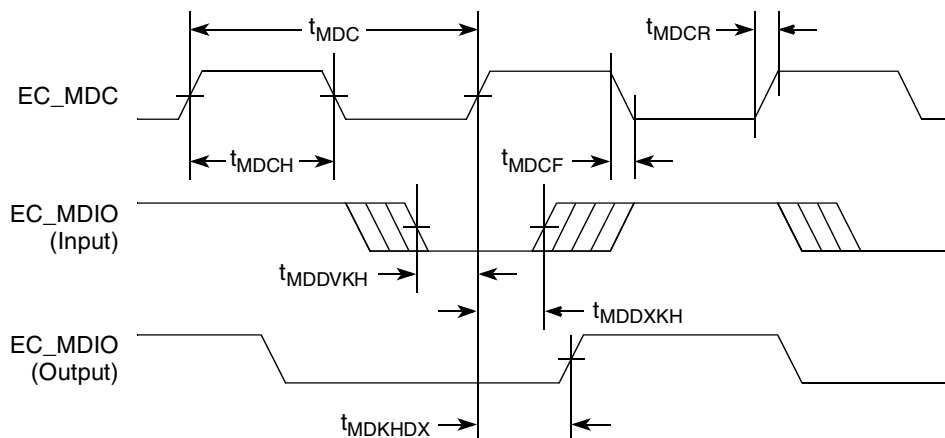 tMDC
tMDCR
EC_MDC
tMDCH
tMDCF
EC_MDIO
(Input)
tMDDVKH
tMDDXKH
EC_MDIO
(Output)
tMDKHDX